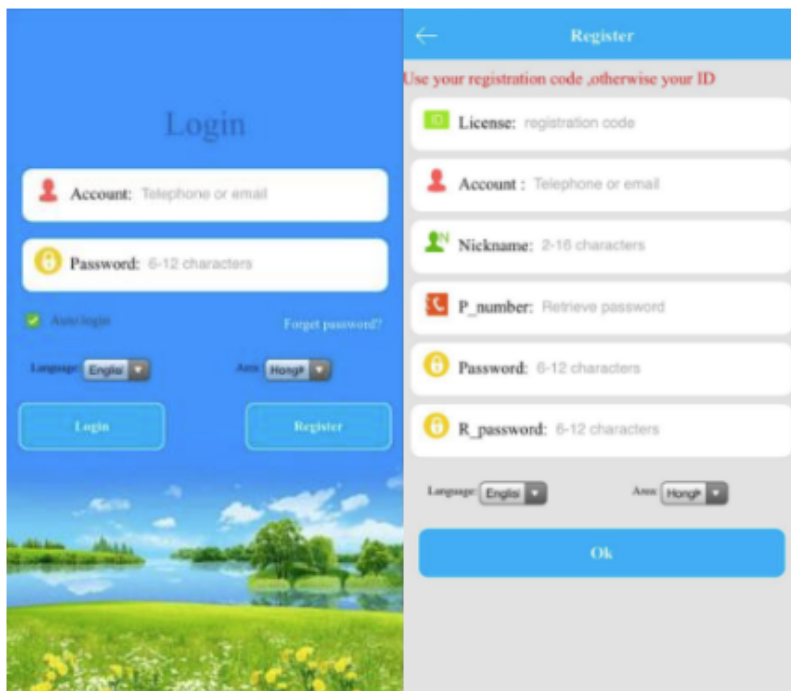 Login
Account: Telephone or email
Password: 6-12 characters
Auto login
Forget password?
Language: Englis
Area: HongK
Login
Register
Register
Use your registration code ,otherwise your ID
ID License: registration code
Account : Telephone or email
N Nickname: 2-16 characters
P_number: Retrieve password
Password: 6-12 characters
R_password: 6-12 characters
Language: Englis
Area: HongK
Ok